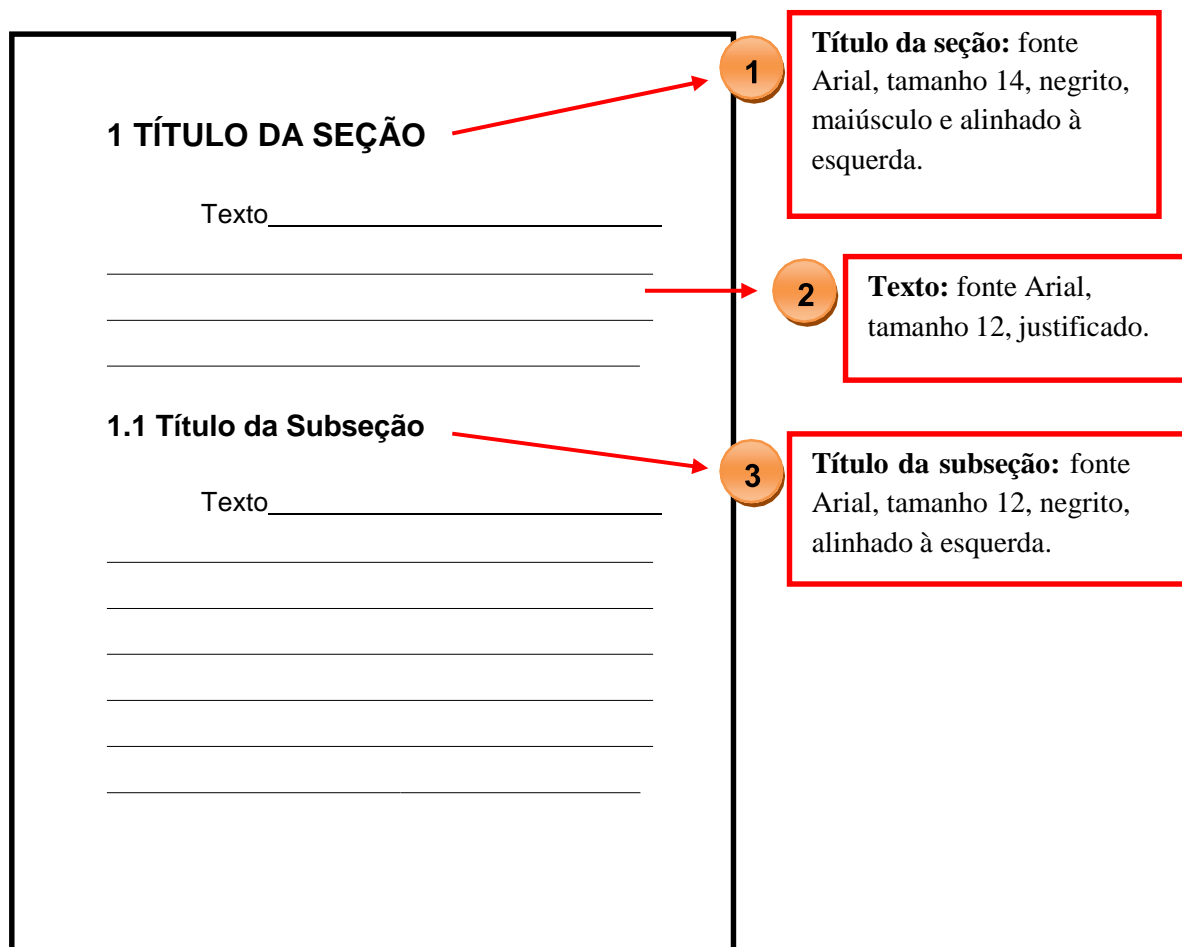 1 TÍTULO DA SEÇÃO
Texto
1.1 Título da Subseção
Texto
1
Título da seção: fonte
Arial, tamanho 14, negrito,
maiúsculo e alinhado à
esquerda.
2
Texto: fonte Arial,
tamanho 12, justificado.
3
Título da subseção: fonte
Arial, tamanho 12, negrito,
alinhado à esquerda.